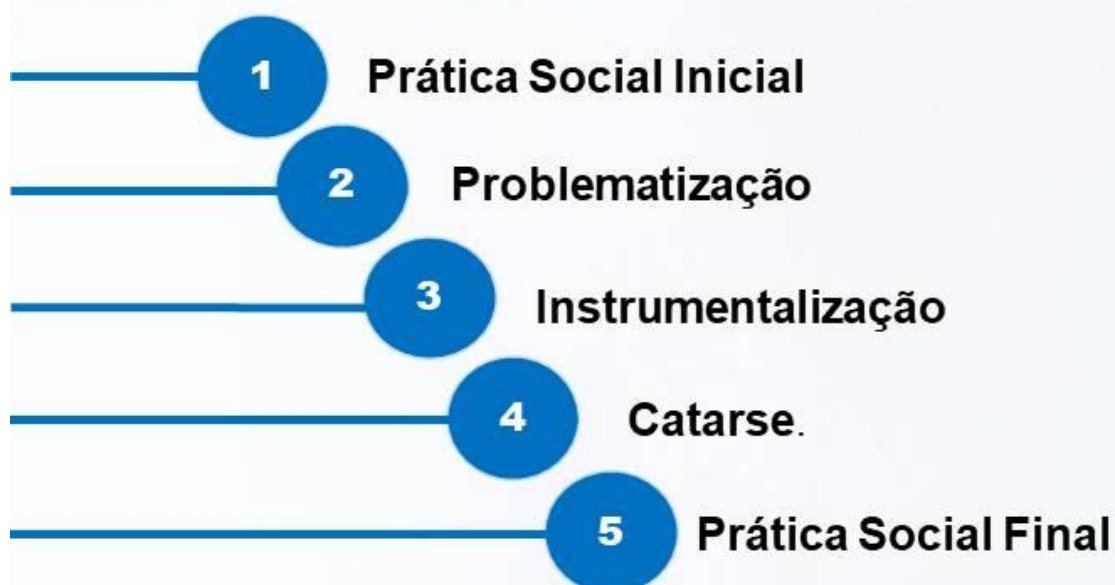 1 Prática Social Inicial
2 Problematização
3 Instrumentalização
4 Catarse.
5 Prática Social Final